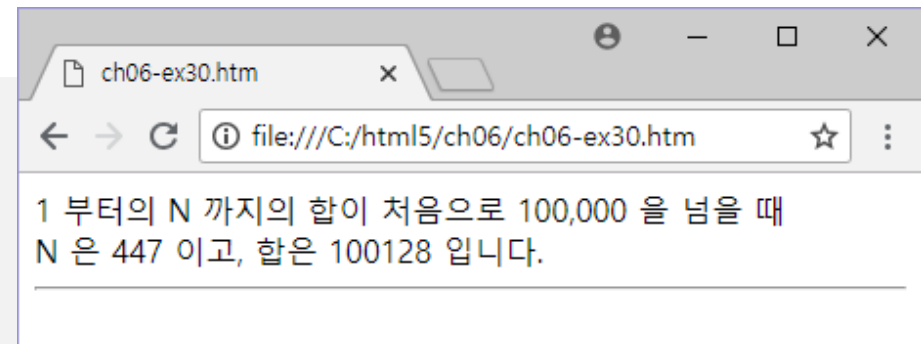 ch06-ex30.htm
file:///C:/html5/ch06/ch06-ex30.htm
1 부터의 N 까지의 합이 처음으로 100,000 을 넘을 때
N 은 447 이고, 합은 100128 입니다.